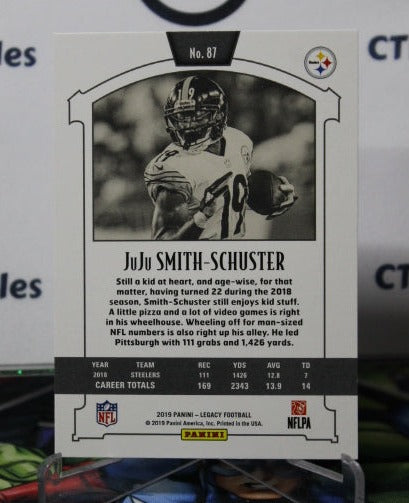 No. 87
Steelers
CT
bles
CT
les
9
79
JuJu SMITH-SCHUSTER
Still a kid at heart, and age-wise, for that
matter, having turned 22 during the 2018
season, Smith-Schuster still enjoys kid stuff.
A little pizza and a lot of video games is right
in his wheelhouse. Wheeling off for man-sized
NFL numbers is also right up his alley. He led
Pittsburgh with 111 grabs and 1,426 yards.
YEAR TEAM REC YDS AVG TD
2018 STEELERS 111 1426 12.8 7
CAREER TOTALS 169 2343 13.9 14
NFL
2019 PANINI - LEGACY FOOTBALL
© 2019 Panini America, Inc. Printed in the USA.
PANINI
NFLPA